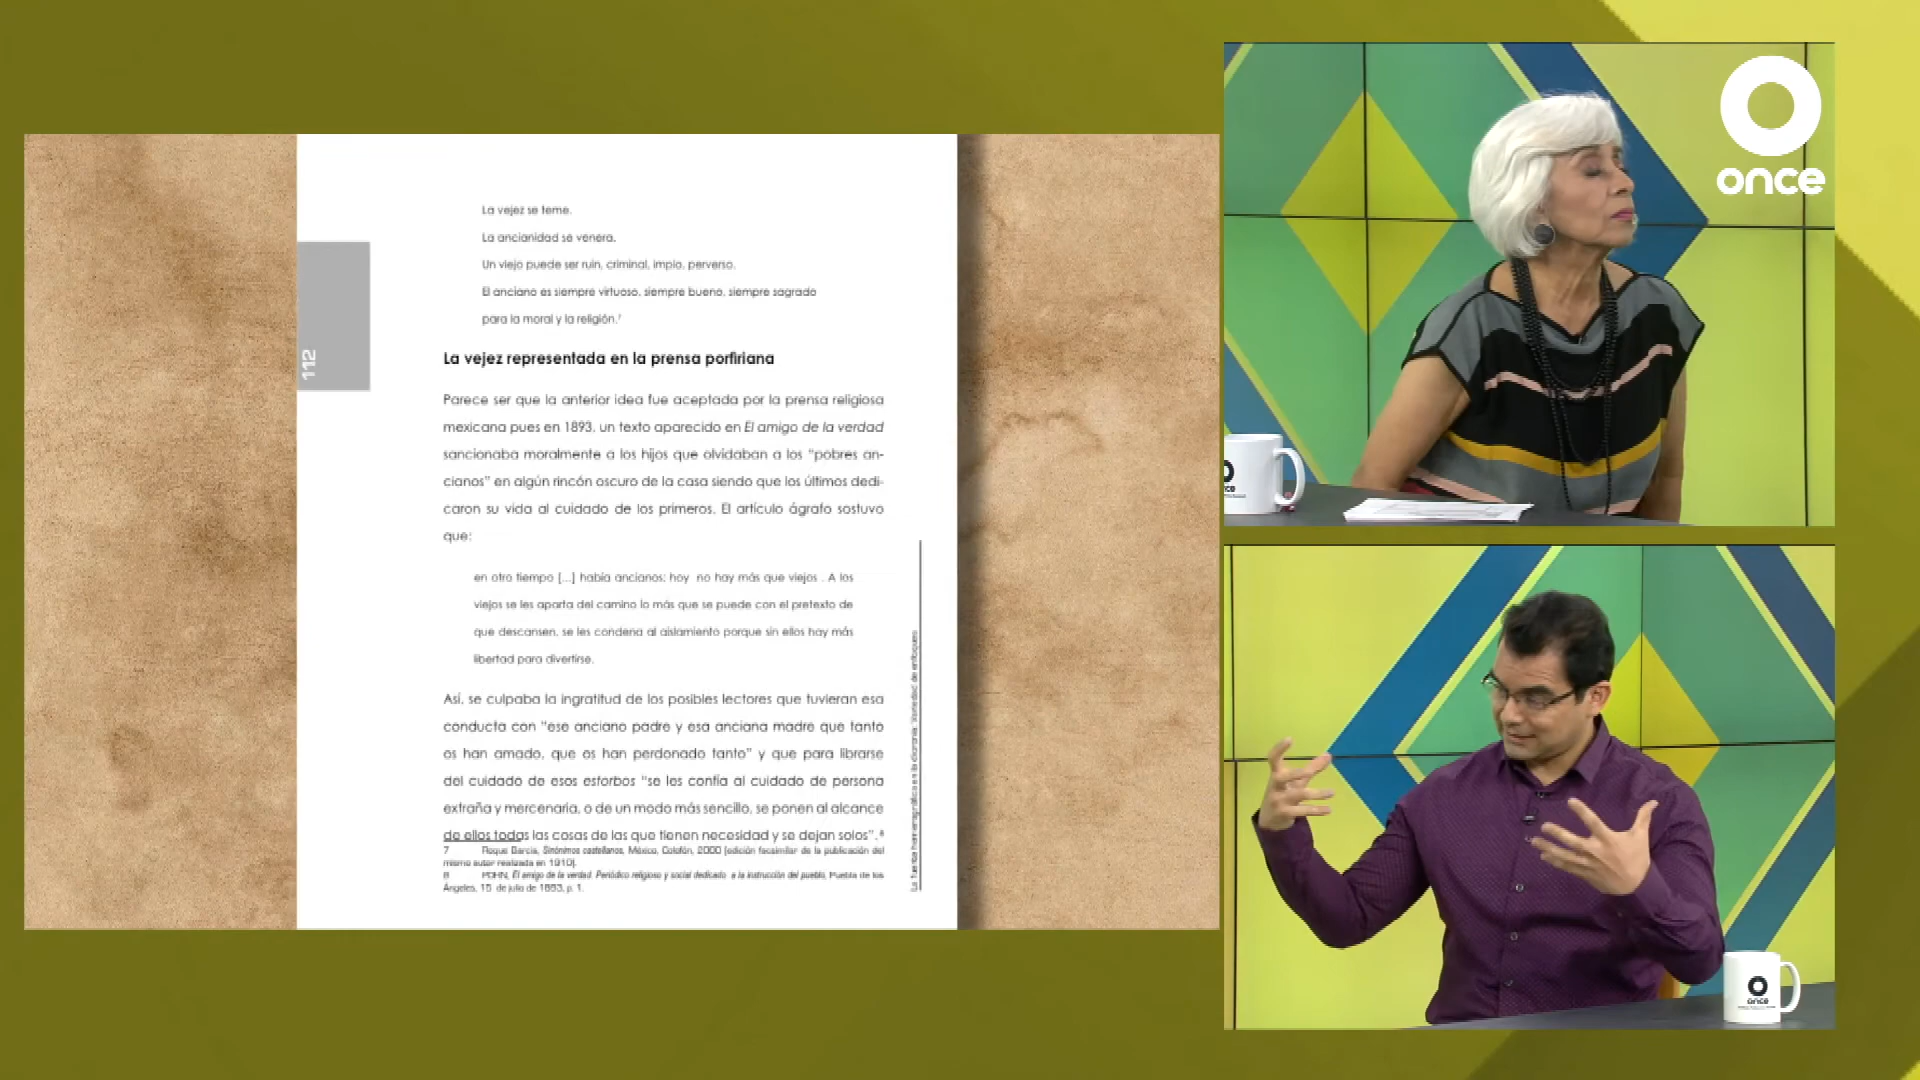 La vejez se teme.
La ancianidad se venera.
Un viejo puede ser ruin, criminal, impío, perverso.
El anciano es siempre virtuoso, siempre bueno, siempre sagrado
para la moral y la religión.7
112
La vejez representada en la prensa porfiriana
Parece ser que la anterior idea fue aceptada por la prensa religiosa
mexicana pues en 1893, un texto aparecido en El amigo de la verdad
sancionaba moralmente a los hijos que olvidaban a los “pobres an-
cianos” en algún rincón oscuro de la casa siendo que los últimos dedi-
caron su vida al cuidado de los primeros. El artículo ágrafo sostuvo
que:
en otro tiempo [...] había ancianos; hoy no hay más que viejos . A los
viejos se les aparta del camino lo más que se puede con el pretexto de
que descansen, se les condena al aislamiento porque sin ellos hay más
libertad para divertirse.
Así, se culpaba la ingratitud de los posibles lectores que tuvieran esa
conducta con “ese anciano padre y esa anciana madre que tanto
os han amado, que os han perdonado tanto” y que para librarse
del cuidado de esos estorbos “se les confía al cuidado de persona
extraña y mercenaria, o de un modo más sencillo, se ponen al alcance
de ellos todas las cosas de las que tienen necesidad y se dejan solos”.8
7 Roque Barcia, Sinónimos castellanos, México, Colofón, 2000 [edición facsimilar de la publicación del
mismo autor realizada en 1910].
8 El amigo de la verdad. Periódico religioso y social dedicado a la instrucción del pueblo, Puebla de los
Ángeles, 15 de julio de 1893, p. 1.
La fuente hemerográfica en la diacronía: variedad de enfoques
once
once